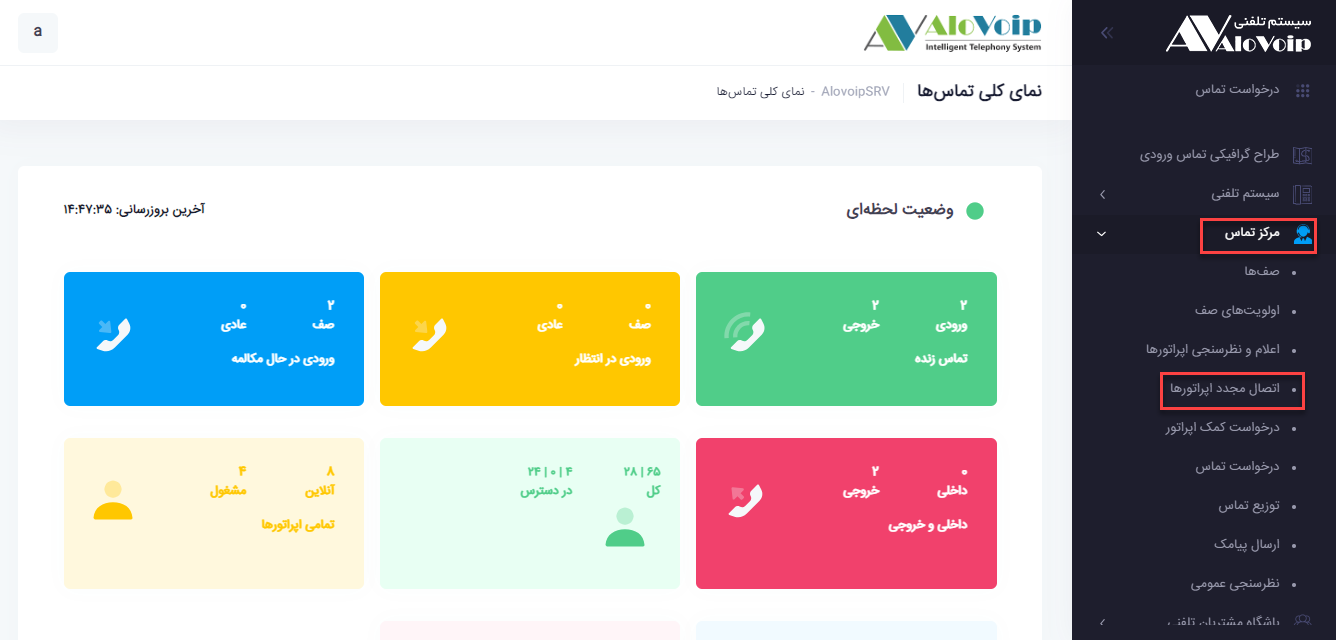 سیستم تلفنی
AloVoip
درخواست تماس
طراح گرافیکی تماس ورودی
سیستم تلفنی
مرکز تماس
صف‌ها
اولویت‌های صف
اعلام و نظرسنجی اپراتورها
اتصال مجدد اپراتورها
درخواست کمک اپراتور
درخواست تماس
توزیع تماس
ارسال پیامک
نظرسنجی عمومی
باشگاه مشتریان تلفنی
AloVoip
Intelligent Telephony System
a
نمای کلی تماس‌ها
AlovoipSRV - نمای کلی تماس‌ها
وضعیت لحظه‌ای
آخرین بروزرسانی: ۱۴:۴۷:۳۵
۲ ۲
ورودی خروجی
تماس زنده
۰ ۰
صف عادی
ورودی در انتظار
۲ ۰
صف عادی
ورودی در حال مکالمه
۰ ۲
داخلی خروجی
داخلی و خروجی
۶۵ | ۲۸ ۴ | ۰ | ۲۴
کل در دسترس
۸ ۴
آنلاین مشغول
تمامی اپراتورها